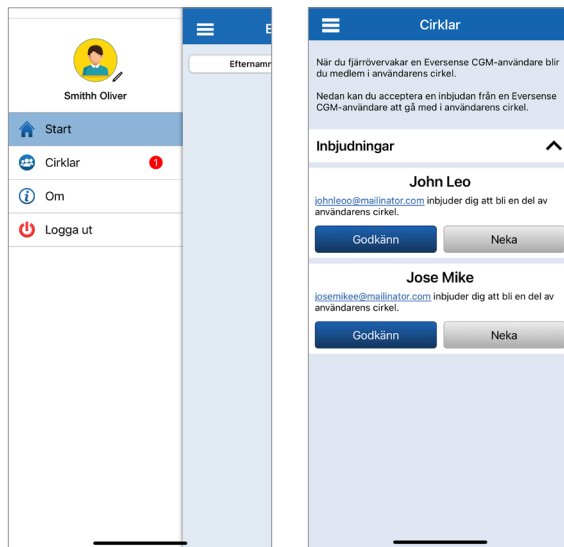 E
Efternamn
Smithh Oliver
Start
Cirklar 1
Om
Logga ut
Cirklar
När du fjärrövervakar en Eversense CGM-användare blir
du medlem i användarens cirkel.
Nedan kan du acceptera en inbjudan från en Eversense
CGM-användare att gå med i användarens cirkel.
Inbjudningar
John Leo
johnleoo@mailinator.com inbjuder dig att bli en del av
användarens cirkel.
Godkänn Neka
Jose Mike
josemikee@mailinator.com inbjuder dig att bli en del av
användarens cirkel.
Godkänn Neka